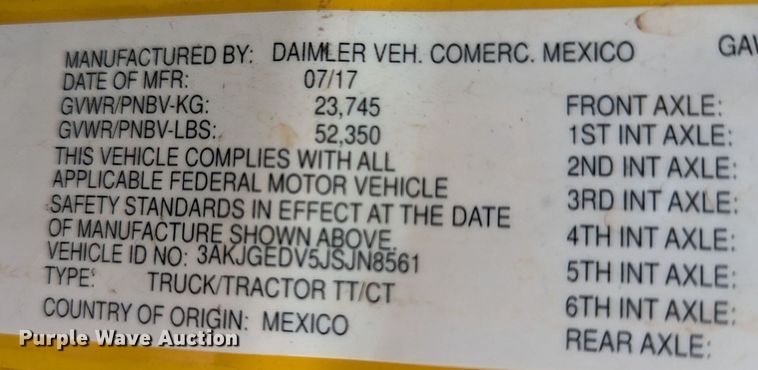 MANUFACTURED BY: DAIMLER VEH. COMERC. MEXICO
DATE OF MFR: 07/17
GVWR/PNBV-KG: 23,745
GVWR/PNBV-LBS: 52,350
THIS VEHICLE COMPLIES WITH ALL
APPLICABLE FEDERAL MOTOR VEHICLE
SAFETY STANDARDS IN EFFECT AT THE DATE
OF MANUFACTURE SHOWN ABOVE.
VEHICLE ID NO: 3AKJGEDV5JSJN8561
TYPE: TRUCK/TRACTOR TT/CT
COUNTRY OF ORIGIN: MEXICO
FRONT AXLE:
1ST INT AXLE:
2ND INT AXLE:
3RD INT AXLE:
4TH INT AXLE:
5TH INT AXLE:
6TH INT AXLE:
REAR AXLE:
Purple Wave Auction